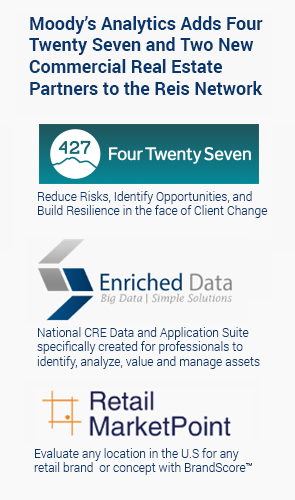 Moody's Analytics Adds Four
Twenty Seven and Two New
Commercial Real Estate
Partners to the Reis Network
427
Four Twenty Seven
Reduce Risks, Identify Opportunities, and
Build Resilience in the face of Client Change
Enriched Data
Big Data | Simple Solutions
National CRE Data and Application Suite
specifically created for professionals to
identify, analyze, value and manage assets
Retail
MarketPoint
Evaluate any location in the U.S for any
retail brand or concept with BrandScore™